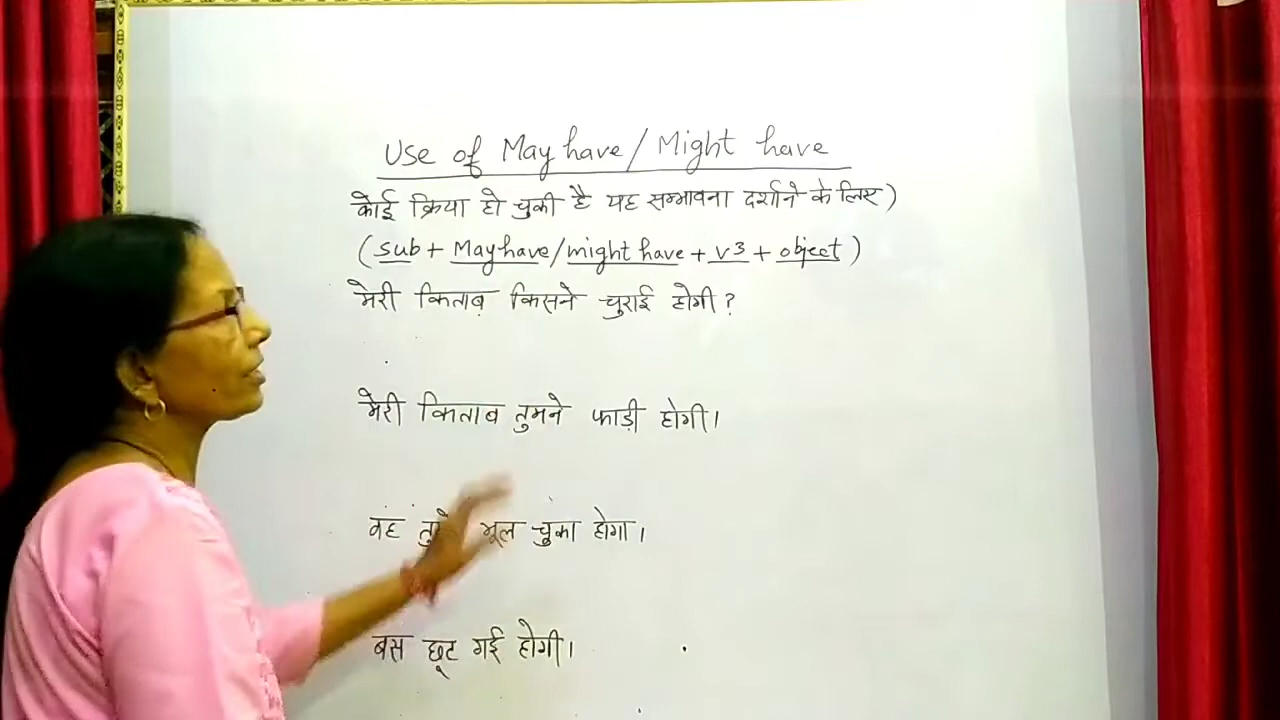 Use of May have/Might have
कोई क्रिया हो चुकी है यह सम्भावना दर्शाने के लिए)
(sub + May have/might have + v3 + object)
मेरी किताब़ किसने चुराई होगी?
मेरी किताब तुमने फाड़ी होगी।
वह भूल चुका होगा।
बस छूट गई होगी।